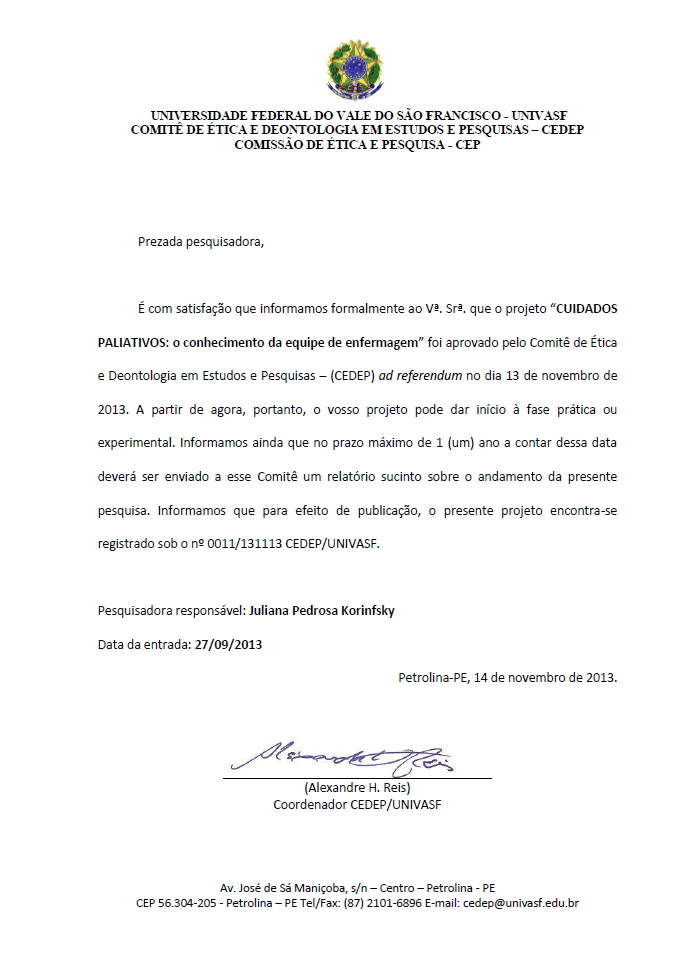 UNIVERSIDADE FEDERAL DO VALE DO SÃO FRANCISCO - UNIVASF
COMITÊ DE ÉTICA E DEONTOLOGIA EM ESTUDOS E PESQUISAS – CEDEP
COMISSÃO DE ÉTICA E PESQUISA - CEP
Prezada pesquisadora,
É com satisfação que informamos formalmente ao Vª. Srª. que o projeto “CUIDADOS
PALIATIVOS: o conhecimento da equipe de enfermagem” foi aprovado pelo Comitê de Ética
e Deontologia em Estudos e Pesquisas – (CEDEP) ad referendum no dia 13 de novembro de
2013. A partir de agora, portanto, o vosso projeto pode dar início à fase prática ou
experimental. Informamos ainda que no prazo máximo de 1 (um) ano a contar dessa data
deverá ser enviado a esse Comitê um relatório sucinto sobre o andamento da presente
pesquisa. Informamos que para efeito de publicação, o presente projeto encontra-se
registrado sob o nº 0011/131113 CEDEP/UNIVASF.
Pesquisadora responsável: Juliana Pedrosa Korinfsky
Data da entrada: 27/09/2013
Petrolina-PE, 14 de novembro de 2013.
(Alexandre H. Reis)
Coordenador CEDEP/UNIVASF
Av. José de Sá Maniçoba, s/n – Centro – Petrolina - PE
CEP 56.304-205 - Petrolina – PE Tel/Fax: (87) 2101-6896 E-mail: cedep@univasf.edu.br